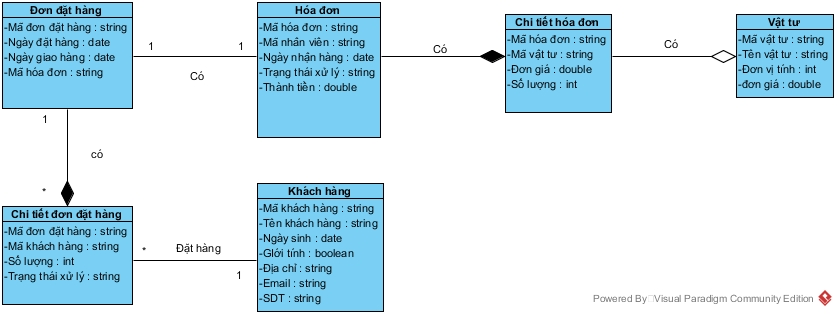 Đơn đặt hàng
-Mã đơn đặt hàng : string
-Ngày đặt hàng : date
-Ngày giao hàng : date
-Mã hóa đơn : string
1
1
Có
Hóa đơn
-Mã hóa đơn : string
-Mã nhân viên : string
-Ngày nhận hàng : date
-Trạng thái xử lý : string
-Thành tiền : double
Có
Chi tiết hóa đơn
-Mã hóa đơn : string
-Mã vật tư : string
-Đơn giá : double
-Số lượng : int
Có
Vật tư
-Mã vật tư : string
-Tên vật tư : string
-Đơn vị tính : int
-đơn giá : double
1
có
*
Chi tiết đơn đặt hàng
-Mã đơn đặt hàng : string
-Mã khách hàng : string
-Số lượng : int
-Trạng thái xử lý : string
*
Đặt hàng
1
Khách hàng
-Mã khách hàng : string
-Tên khách hàng : string
-Ngày sinh : date
-Giới tính : boolean
-Địa chỉ : string
-Email : string
-SDT : string
Powered By Visual Paradigm Community Edition